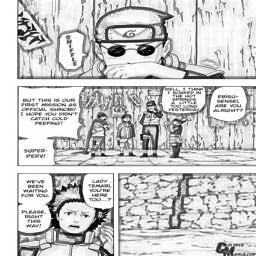 WELL, I THINK
I SOAKED IN
THE HOT
SPRINGS
A LITTLE
TOO LONG
YESTERDAY.
EBISU-
SENSEI,
ARE YOU
ALRIGHT?
BUT THIS IS OUR
FIRST MISSION AS
OFFICIAL SHINOBI!
I HOPE YOU DIDN'T
CATCH COLD
PEEPING!
SUPER-
PERV!
LADY
TEMARI,
YOU'RE HERE
TOO...?
WE'VE
BEEN
WAITING
FOR YOU.
PLEASE,
RIGHT
THIS WAY!